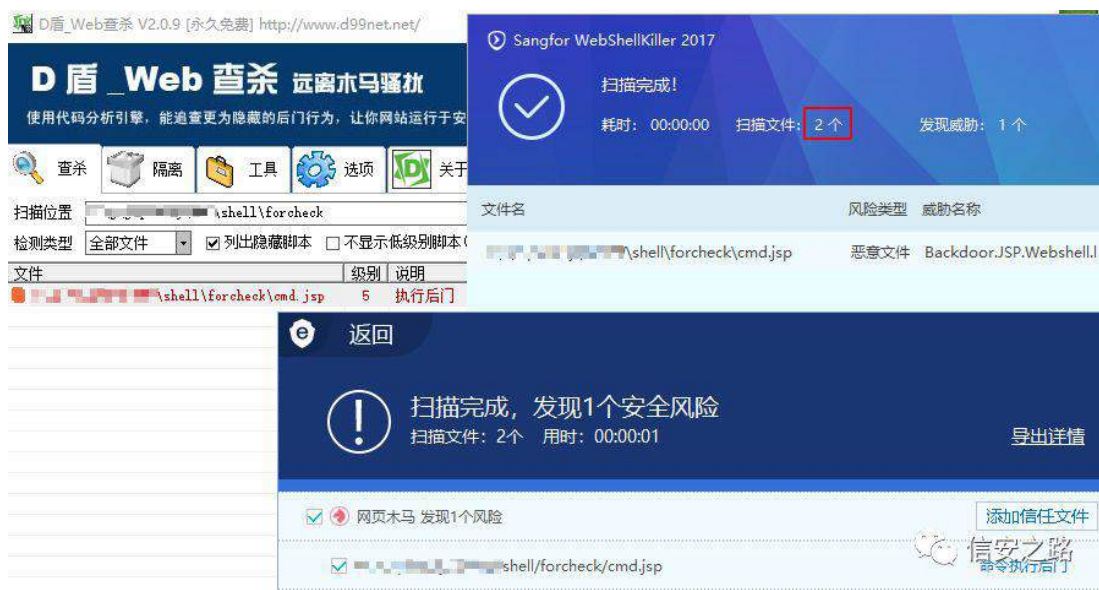 D盾_Web查杀 V2.0.9 [永久免费] http://www.d99net.net/
D 盾 _Web 查杀 远离木马骚扰
使用代码分析引擎，能追查更为隐藏的后门行为，让你网站运行于安
查杀 隔离 工具 选项 关于
扫描位置 \shell\forcheck
检测类型 全部文件 列出隐藏脚本 不显示低级别脚本(
文件 级别 说明
\shell\forcheck\cmd.jsp 5 执行后门
Sangfor WebShellKiller 2017
扫描完成！
耗时： 00:00:00 扫描文件： 2 个 发现威胁： 1 个
文件名 风险类型 威胁名称
\shell\forcheck\cmd.jsp 恶意文件 Backdoor.JSP.Webshell.l
返回
扫描完成，发现1个安全风险
扫描文件：2个 用时：00:00:01
导出详情
网页木马 发现1个风险
添加信任文件
shell/forcheck/cmd.jsp
命令执行后门
信安之路